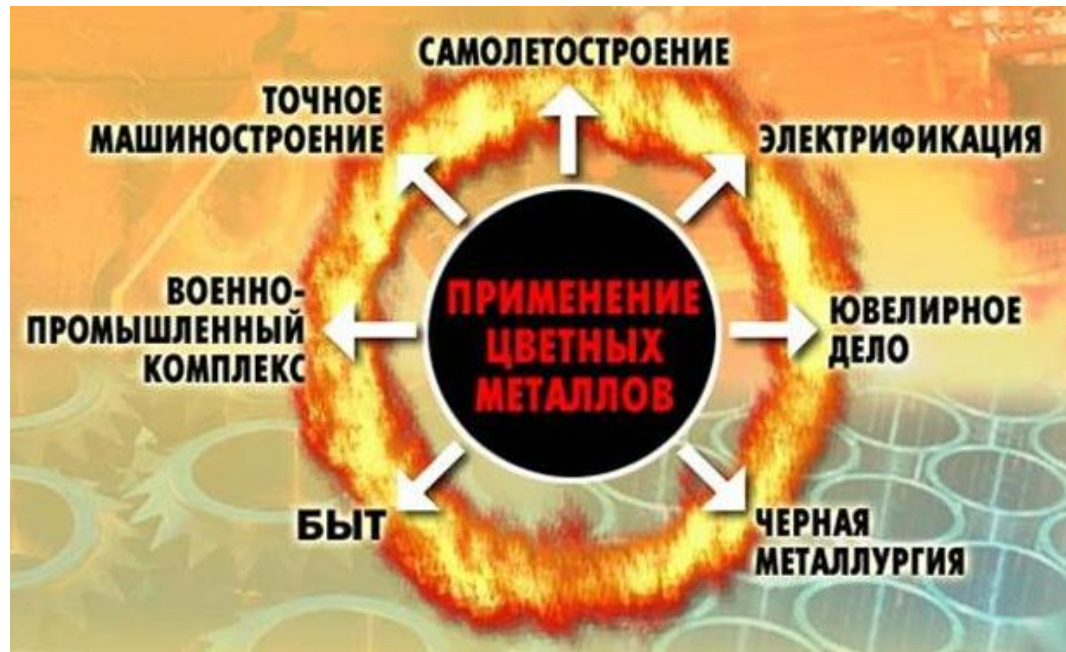 САМОЛЕТОСТРОЕНИЕ
ТОЧНОЕ
МАШИНОСТРОЕНИЕ
ЭЛЕКТРИФИКАЦИЯ
ВОЕННО-
ПРОМЫШЛЕННЫЙ
КОМПЛЕКС
ПРИМЕНЕНИЕ
ЦВЕТНЫХ
МЕТАЛЛОВ
ЮВЕЛИРНОЕ
ДЕЛО
БЫТ
ЧЕРНАЯ
МЕТАЛЛУРГИЯ